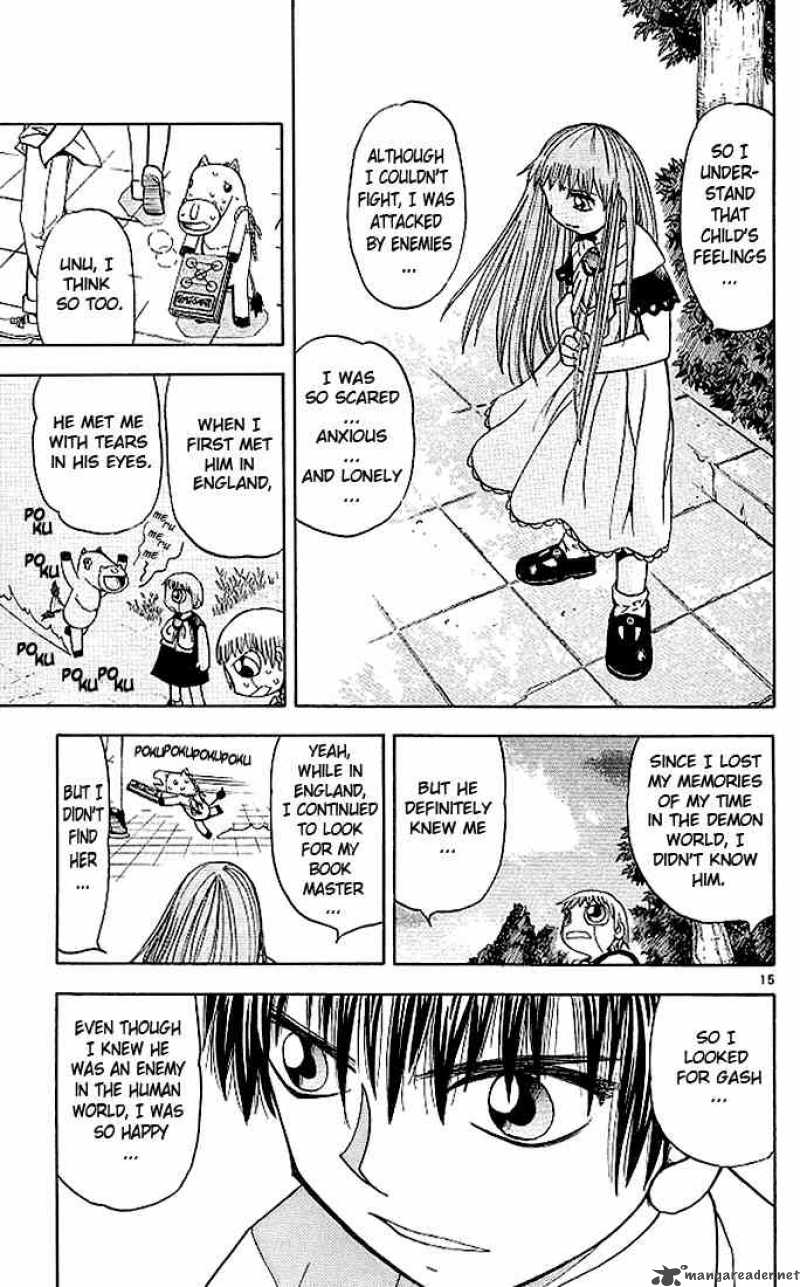 SO I
UNDER-
STAND
THAT
CHILD'S
FEELINGS
...
ALTHOUGH
I COULDN'T
FIGHT, I WAS
ATTACKED
BY ENEMIES
...
I WAS
SO SCARED
...
ANXIOUS
...
AND LONELY
...
UNU, I
THINK
SO TOO.
WHEN I
FIRST MET
HIM IN
ENGLAND,
HE MET ME
WITH TEARS
IN HIS EYES.
ME
RU
ME
PO
KU
PO
KU
PO
KU
PO
KU
PO
KU
SINCE I LOST
MY MEMORIES
OF MY TIME
IN THE DEMON
WORLD, I
DIDN'T KNOW
HIM.
BUT HE
DEFINITELY
KNEW ME
...
YEAH,
WHILE IN
ENGLAND,
I CONTINUED
TO LOOK
FOR MY
BOOK
MASTER
...
POKUPOKUPOKUPOKU
BUT I
DIDN'T
FIND
HER
...
15
SO I
LOOKED
FOR GASH
...
EVEN THOUGH
I KNEW HE
WAS AN ENEMY
IN THE HUMAN
WORLD, I WAS
SO HAPPY
...
mangareader.net